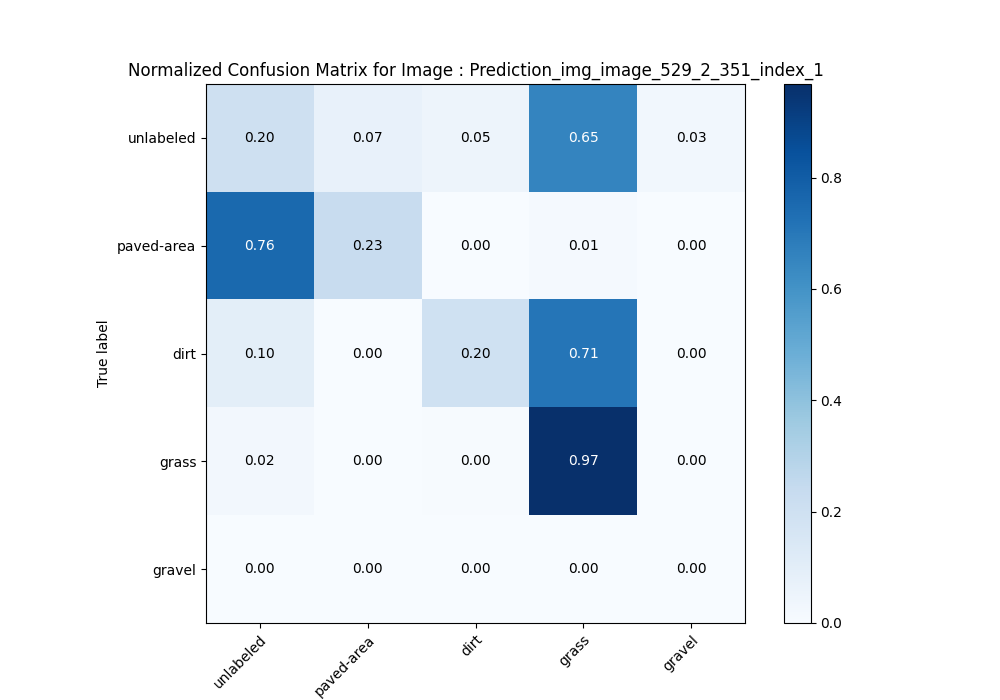 Normalized Confusion Matrix for Image : Prediction_img_image_529_2_351_index_1
unlabeled 0.20 0.07 0.05 0.65 0.03
0.8
paved-area 0.76 0.23 0.00 0.01 0.00
0.6
True label
dirt 0.10 0.00 0.20 0.71 0.00
0.4
grass 0.02 0.00 0.00 0.97 0.00
0.2
gravel 0.00 0.00 0.00 0.00 0.00
0.0
unlabeled paved-area dirt grass gravel